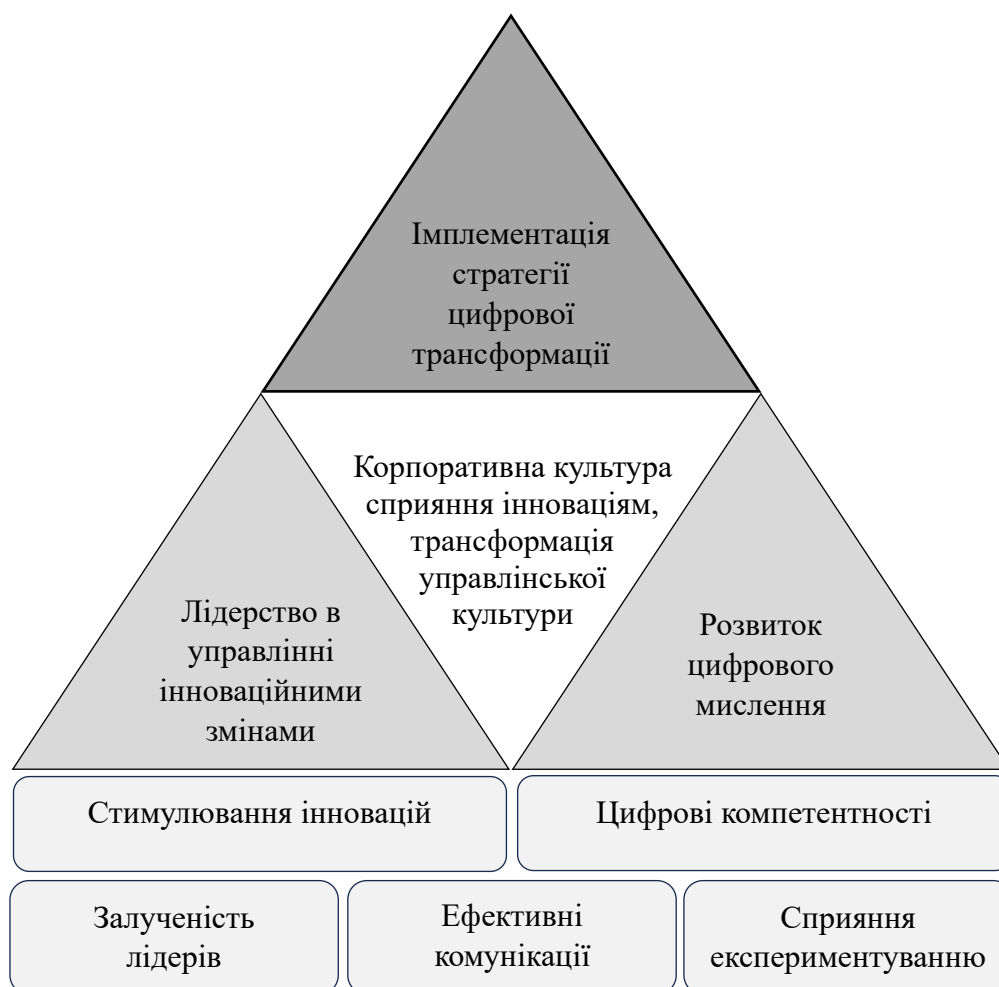 Імплементація
стратегії
цифрової
трансформації
Корпоративна культура
сприяння інноваціям,
трансформація
управлінської
культури
Лідерство в
управлінні
інноваційними
змінами
Розвиток
цифрового
мислення
Стимулювання інновацій
Цифрові компетентності
Залученість
лідерів
Ефективні
комунікації
Сприяння
експериментуванню